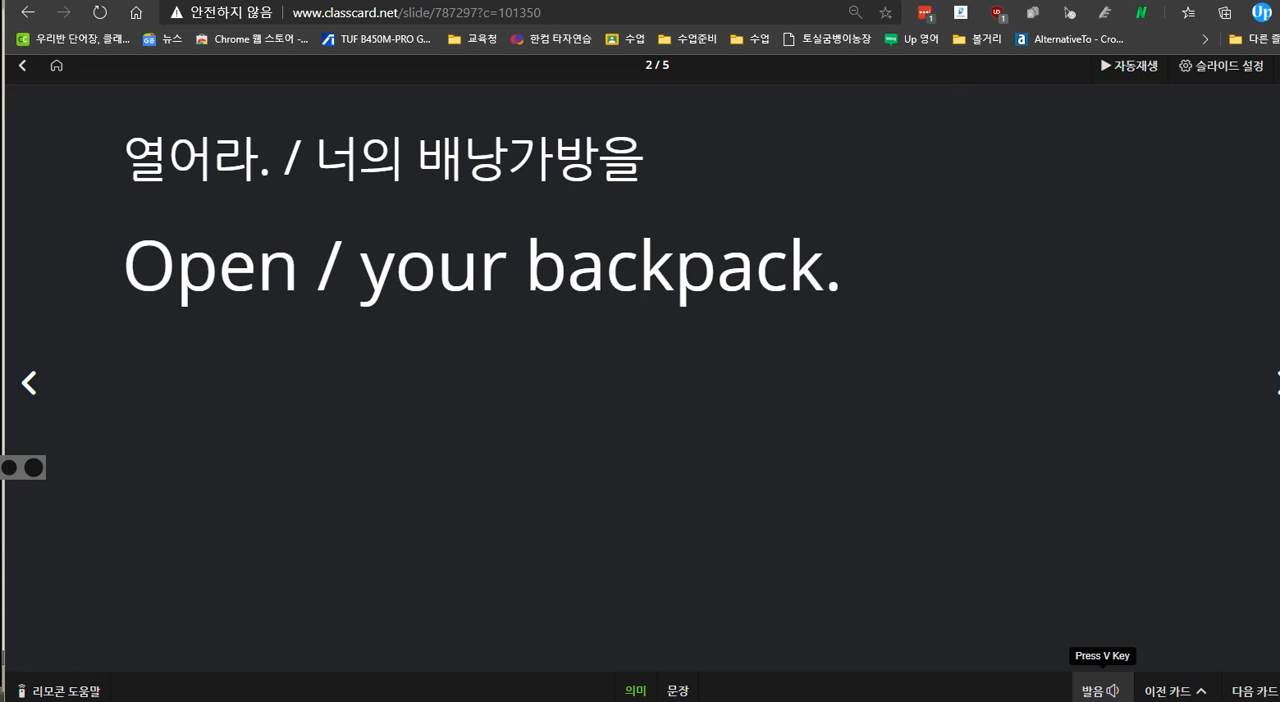 안전하지 않음 | www.classcard.net/slide/787297?c=101350
우리반 단어장, 클래... 뉴스 Chrome 웹 스토어 -... TUF B450M-PRO G... 교육청 한컴 타자연습 수업 수업준비 수업 토실굼벵이농장 Up 영어 볼거리 AlternativeTo - Cro... 다른 즐
2 / 5 자동재생 슬라이드 설정
열어라. / 너의 배낭가방을
Open / your backpack.
Press V Key
리모콘 도움말 의미 문장 발음 이전 카드 다음 카드